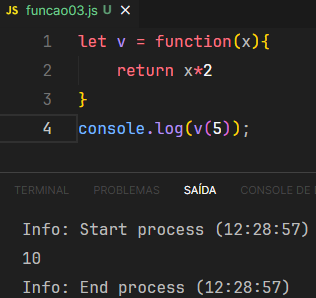 JS funcao03.js U ×
1 let v = function(x){
2     return x*2
3 }
4 console.log(v(5));
TERMINAL PROBLEMAS SAÍDA CONSOLE DE
Info: Start process (12:28:57)
10
Info: End process (12:28:57)